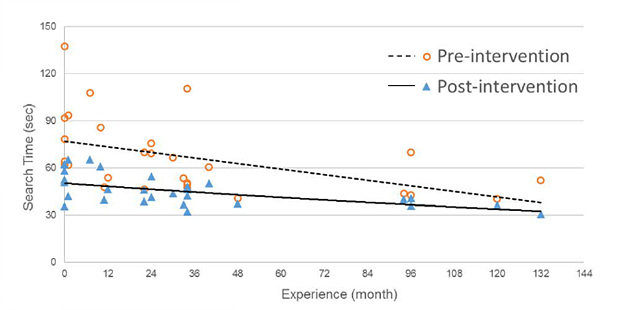 150
120
90
60
30
0
Search Time (sec)
Pre-intervention
Post-intervention
0 12 24 36 48 60 72 84 96 108 120 132 144
Experience (month)